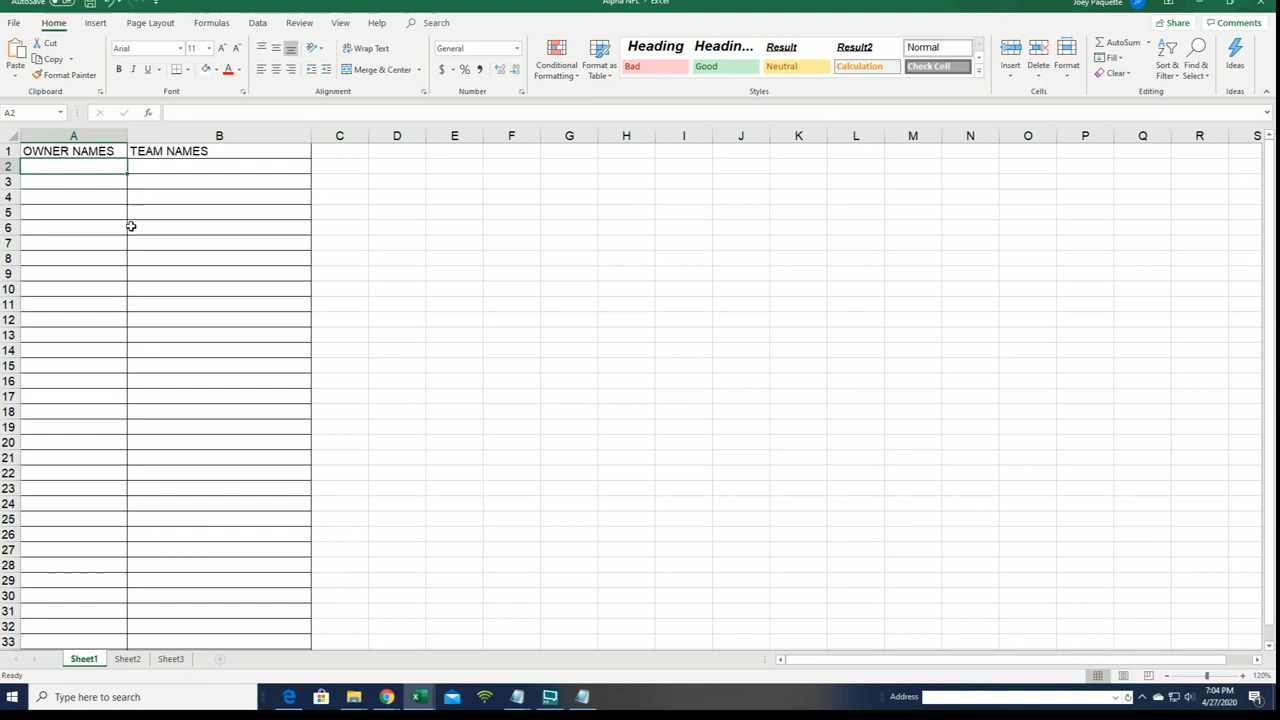 AutoSave Off Alpha NFL - Excel Joey Paquette JP
File Home Insert Page Layout Formulas Data Review View Help Search Share Comments
Paste Cut Copy Format Painter Clipboard
Arial 11 A A B I U A Font
Wrap Text Merge & Center Alignment
General $ % , Number
Conditional Formatting Format as Table
Heading Headin... Result Result2 Normal
Bad Good Neutral Calculation Check Cell
Styles
Insert Delete Format Cells
AutoSum Fill Clear Sort & Filter Find & Select Editing
Ideas Ideas
A2 fx
A B C D E F G H I J K L M N O P Q R S
1 OWNER NAMES TEAM NAMES
2
3
4
5
6
7
8
9
10
11
12
13
14
15
16
17
18
19
20
21
22
23
24
25
26
27
28
29
30
31
32
33
Sheet1 Sheet2 Sheet3
Ready 120%
Type here to search Address 7:04 PM
4/27/2020